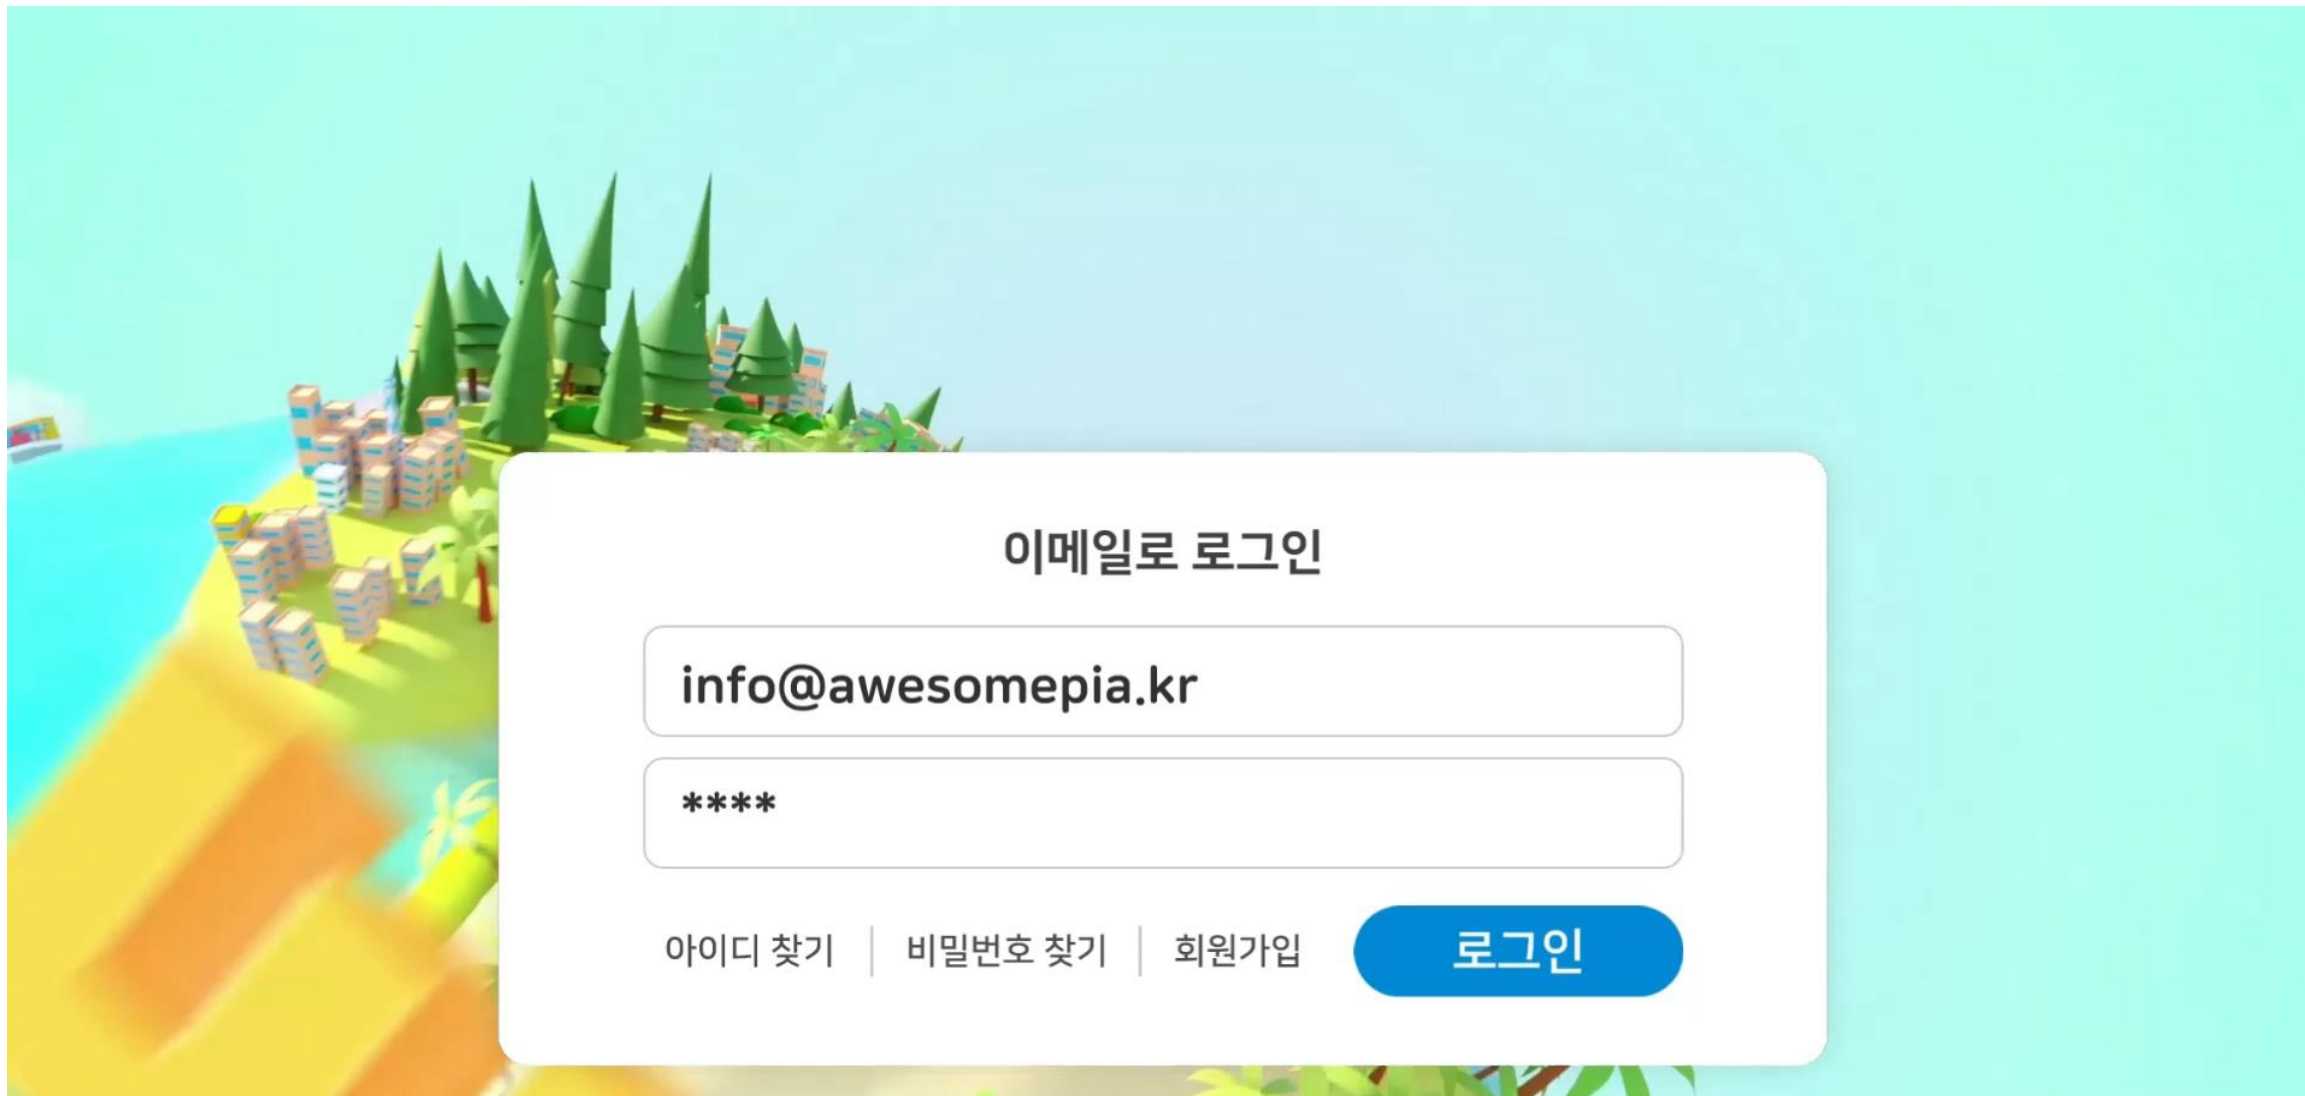 이메일로 로그인
info@awesomepia.kr
****
아이디 찾기 | 비밀번호 찾기 | 회원가입 로그인